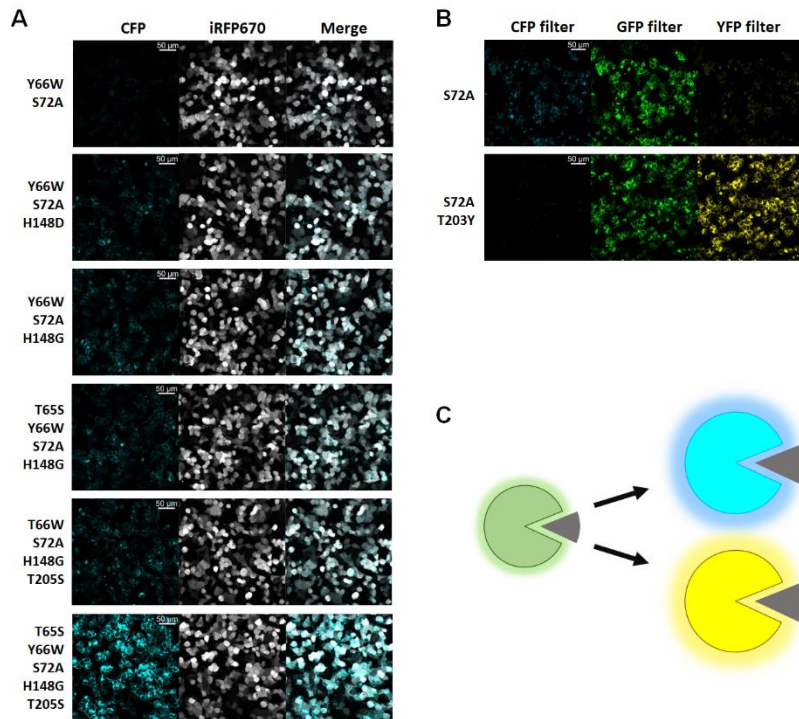 A
CFP iRFP670 Merge
50 µm
Y66W
S72A
50 µm
Y66W
S72A
H148D
50 µm
Y66W
S72A
H148G
50 µm
T65S
Y66W
S72A
H148G
50 µm
T66W
S72A
H148G
T205S
50 µm
T65S
Y66W
S72A
H148G
T205S
B
CFP filter GFP filter YFP filter
50 µm
S72A
50 µm
S72A
T203Y
C